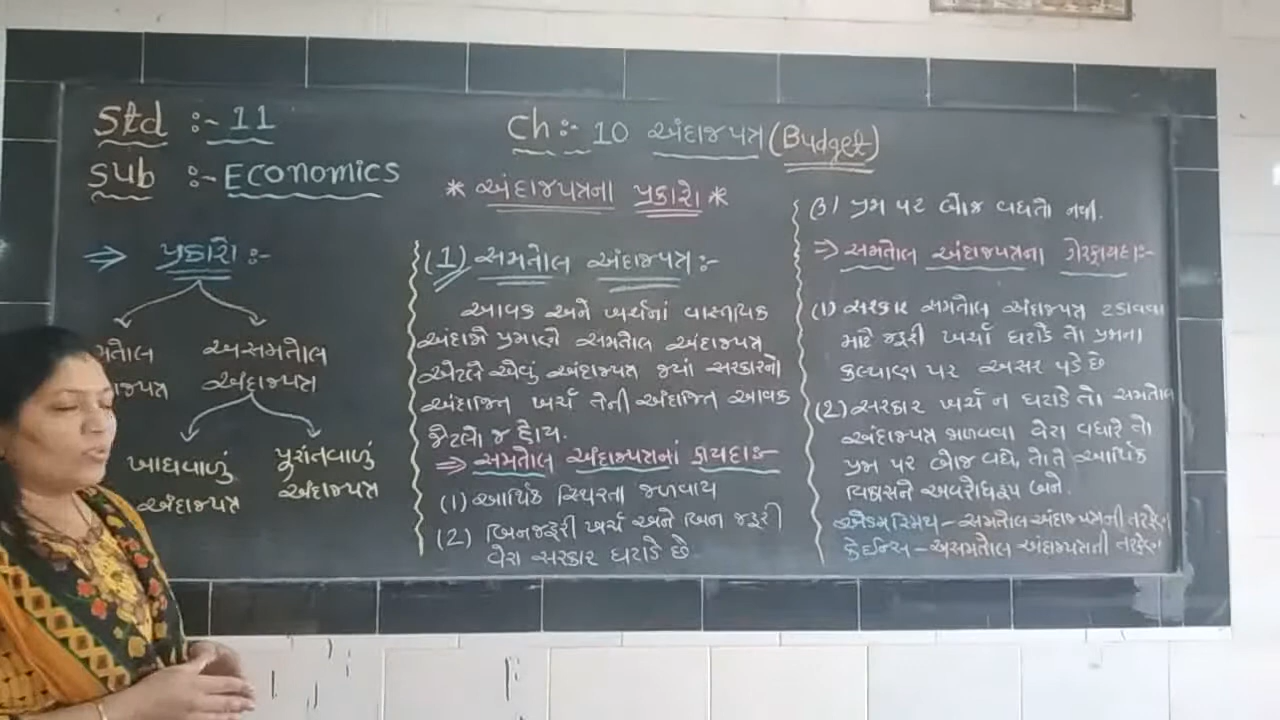 Std :- 11
Sub :- Economics
Ch :- 10 અંદાજપત્ર (Budget)
* અંદાજપત્રના પ્રકારો *
⇒ પ્રકારો :-
અસમતોલ
અંદાજપત્ર
ખાધવાળું પૂરાંતવાળું
અંદાજપત્ર અંદાજપત્ર
(1) સમતોલ અંદાજપત્ર :-
આવક અને ખર્ચનાં વાસ્તવિક
અંદાજો પ્રમાણે સમતોલ અંદાજપત્ર
એટલે એવું અંદાજપત્ર જ્યાં સરકારનો
અંદાજિત ખર્ચ તેની અંદાજિત આવક
જેટલો જ હોય.
⇒ સમતોલ અંદાજપત્રનાં ફાયદા :-
(1) આર્થિક સ્થિરતા જળવાય
(2) બિનજરૂરી ખર્ચ અને બિન જરૂરી
વેરા સરકાર ઘટાડે છે.
(3) પ્રજા પર બોજ વધતો નથી.
⇒ સમતોલ અંદાજપત્રના ગેરફાયદા :-
(1) સરકાર સમતોલ અંદાજપત્ર ટકાવવા
માટે જરૂરી ખર્ચા ઘટાડે તો પ્રજાના
કલ્યાણ પર અસર પડે છે
(2) સરકાર ખર્ચ ન ઘટાડે તો સમતોલ
અંદાજપત્ર જાળવવા વેરા વધારે તો
પ્રજા પર બોજ વધે, તો તે આર્થિક
વિકાસને અવરોધરૂપ બને.
એડમ સ્મિથ - સમતોલ અંદાજપત્રની તરફેણ
કેઈન્સ - અસમતોલ અંદાજપત્રની તરફેણ